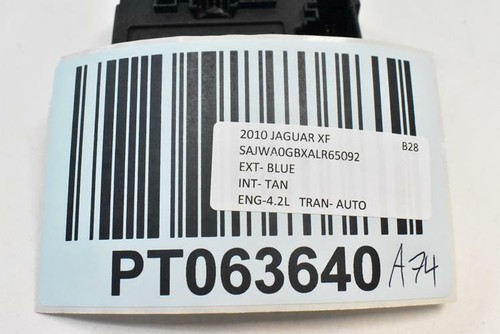 2010 JAGUAR XF B28
SAJWA0GBXALR65092
EXT- BLUE
INT- TAN
ENG-4.2L TRAN- AUTO
PT063640 A74